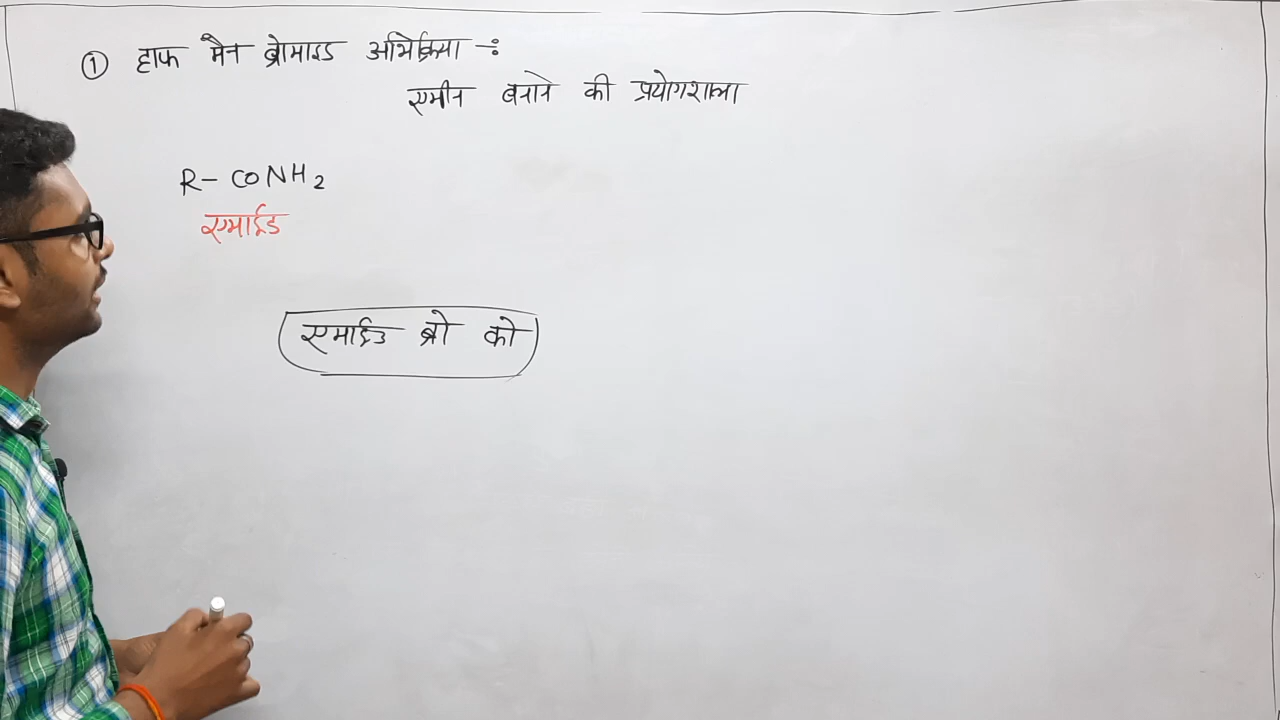 ① हाफ मैन ब्रोमाइड अभिक्रिया -:
एमीन बनाने की प्रयोगशाला
R- CONH2
एमाईड
एमाईड ब्रो को